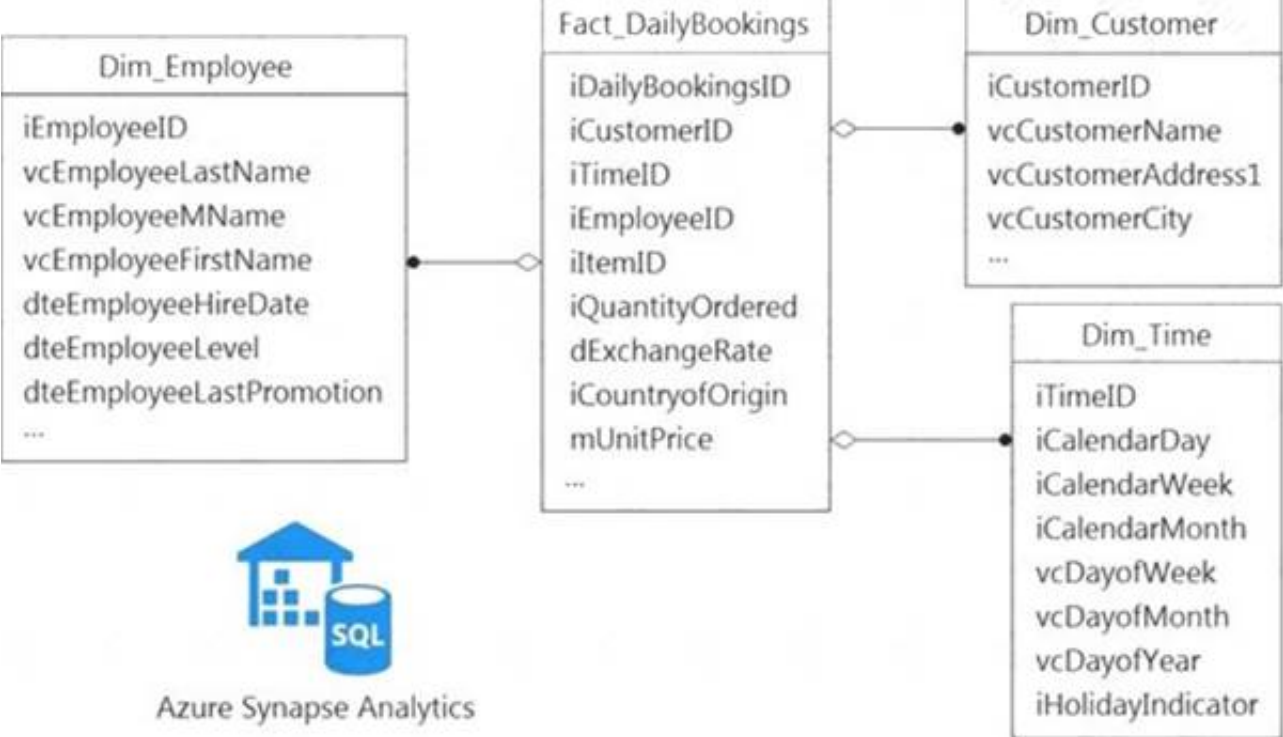 Dim_Employee
iEmployeeID
vcEmployeeLastName
vcEmployeeMName
vcEmployeeFirstName
dteEmployeeHireDate
dteEmployeeLevel
dteEmployeeLastPromotion
...
Fact_DailyBookings
iDailyBookingsID
iCustomerID
iTimeID
iEmployeeID
iItemID
iQuantityOrdered
dExchangeRate
iCountryofOrigin
mUnitPrice
...
Dim_Customer
iCustomerID
vcCustomerName
vcCustomerAddress1
vcCustomerCity
...
Dim_Time
iTimeID
iCalendarDay
iCalendarWeek
iCalendarMonth
vcDayofWeek
vcDayofMonth
vcDayofYear
iHolidayIndicator
SQL
Azure Synapse Analytics